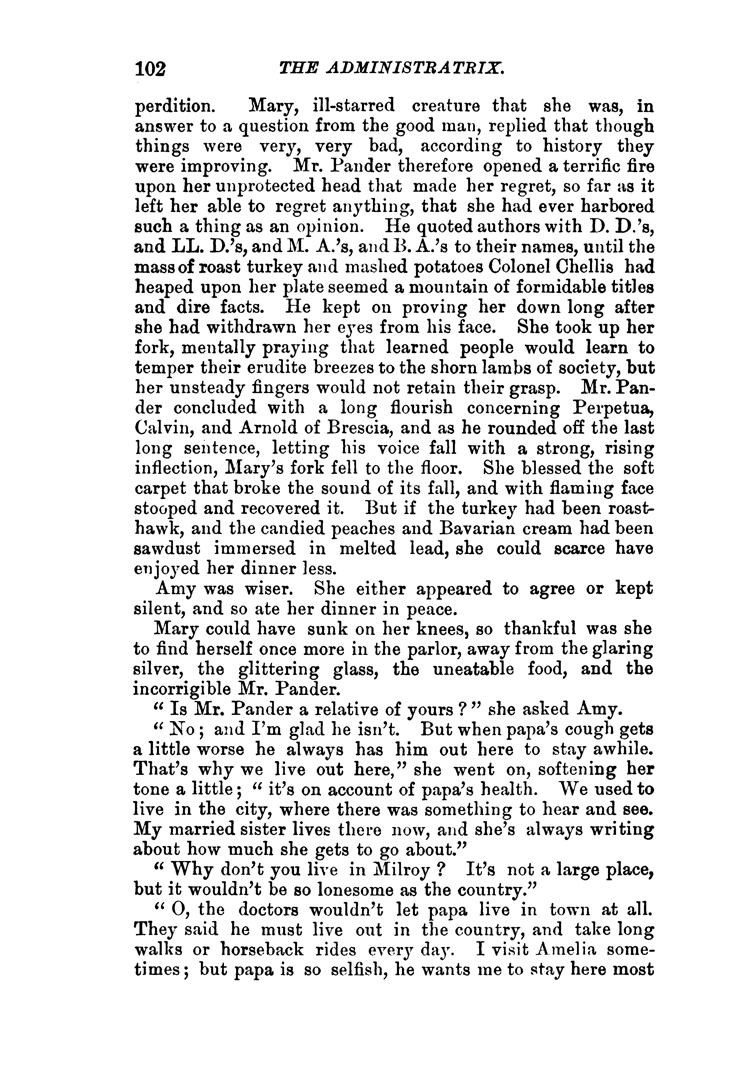 102 THE ADMINISTRATRIX.
perdition. Mary, ill-starred creature that she was, in
answer to a question from the good man, replied that though
things were very, very bad, according to history they
were improving. Mr. Pander therefore opened a terrific fire
upon her unprotected head that made her regret, so far as it
left her able to regret anything, that she had ever harbored
such a thing as an opinion. He quoted authors with D. D.'s,
and LL. D.'s, and M. A.'s, and B. A.'s to their names, until the
mass of roast turkey and mashed potatoes Colonel Chellis had
heaped upon her plate seemed a mountain of formidable titles
and dire facts. He kept on proving her down long after
she had withdrawn her eyes from his face. She took up her
fork, mentally praying that learned people would learn to
temper their erudite breezes to the shorn lambs of society, but
her unsteady fingers would not retain their grasp. Mr. Pan-
der concluded with a long flourish concerning Perpetua,
Calvin, and Arnold of Brescia, and as he rounded off the last
long sentence, letting his voice fall with a strong, rising
inflection, Mary's fork fell to the floor. She blessed the soft
carpet that broke the sound of its fall, and with flaming face
stooped and recovered it. But if the turkey had been roast-
hawk, and the candied peaches and Bavarian cream had been
sawdust immersed in melted lead, she could scarce have
enjoyed her dinner less.
Amy was wiser. She either appeared to agree or kept
silent, and so ate her dinner in peace.
Mary could have sunk on her knees, so thankful was she
to find herself once more in the parlor, away from the glaring
silver, the glittering glass, the uneatable food, and the
incorrigible Mr. Pander.
“ Is Mr. Pander a relative of yours ? ” she asked Amy.
“ No ; and I'm glad he isn't. But when papa's cough gets
a little worse he always has him out here to stay awhile.
That's why we live out here,” she went on, softening her
tone a little ; “ it's on account of papa's health. We used to
live in the city, where there was something to hear and see.
My married sister lives there now, and she's always writing
about how much she gets to go about.”
“ Why don't you live in Milroy ? It's not a large place,
but it wouldn't be so lonesome as the country.”
“ O, the doctors wouldn't let papa live in town at all.
They said he must live out in the country, and take long
walks or horseback rides every day. I visit Amelia some-
times ; but papa is so selfish, he wants me to stay here most